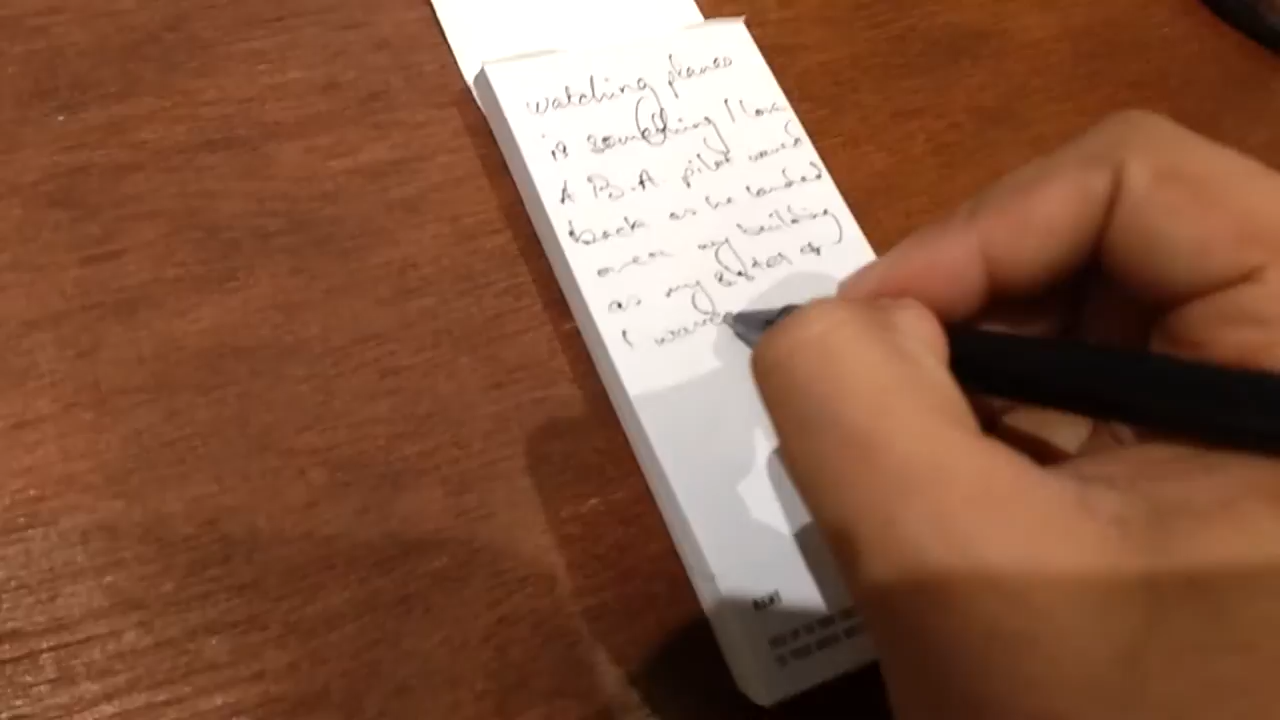 watching planes
is something I love
A B.A. pilot waved
back as he landed
over my building
as my sister &
I waved